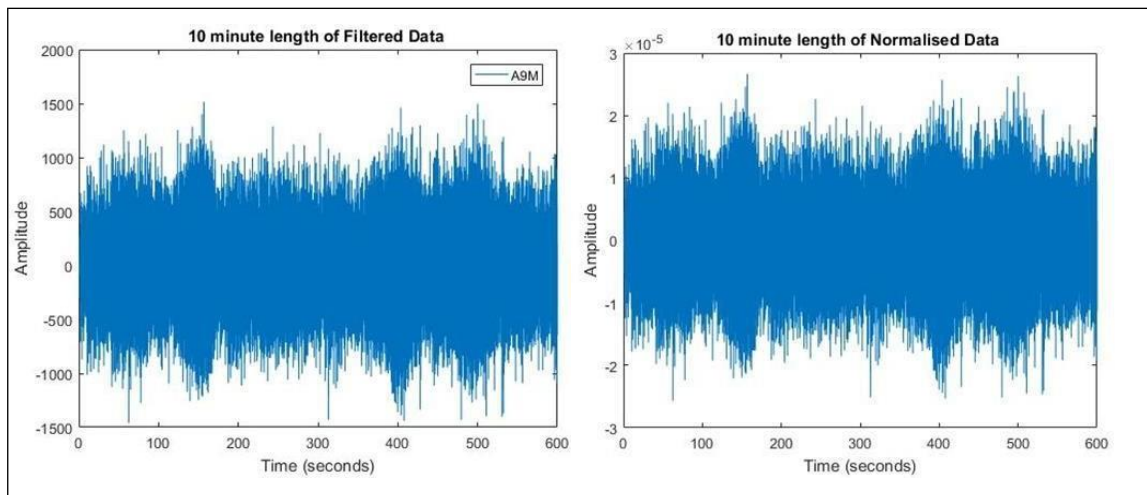 10 minute length of Filtered Data
2000
1500
1000
500
0
-500
-1000
-1500
Amplitude
A9M
0 100 200 300 400 500 600
Time (seconds)
10 minute length of Normalised Data
×10-5
3
2
1
0
-1
-2
-3
Amplitude
0 100 200 300 400 500 600
Time (seconds)